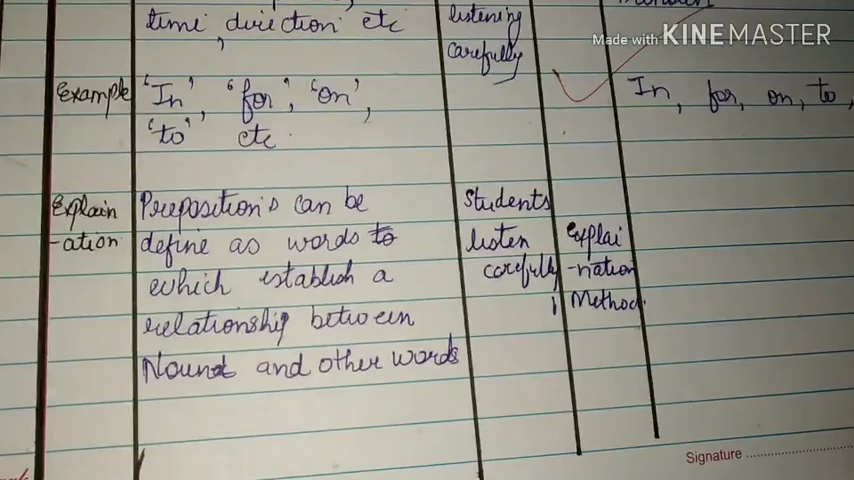 time, direction etc
listening
carefully
Made with KINEMASTER
Example
'In', 'for', 'on',
'to', etc.
In, for, on, to,
Explain
-ation
Preposition's can be
define as words to
which establish a
relationship between
Nouns and other words
Students
listen
carefully
Explai
-nation
Method
Signature